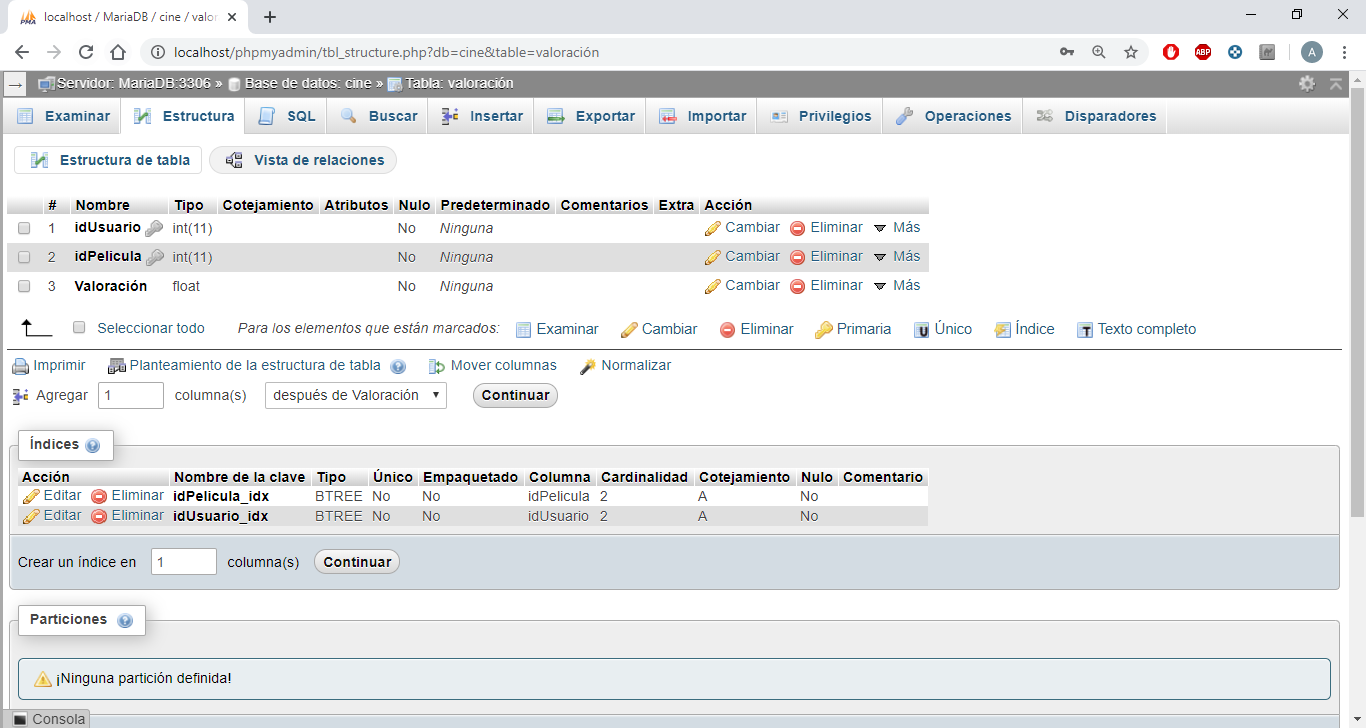 localhost / MariaDB / cine / valor
localhost/phpmyadmin/tbl_structure.php?db=cine&table=valoración
ABP
A
Servidor: MariaDB:3306 » Base de datos: cine » Tabla: valoración
Examinar Estructura SQL Buscar Insertar Exportar Importar Privilegios Operaciones Disparadores
Estructura de tabla Vista de relaciones
# Nombre Tipo Cotejamiento Atributos Nulo Predeterminado Comentarios Extra Acción
1 idUsuario int(11) No Ninguna Cambiar Eliminar Más
2 idPelicula int(11) No Ninguna Cambiar Eliminar Más
3 Valoración float No Ninguna Cambiar Eliminar Más
Seleccionar todo Para los elementos que están marcados: Examinar Cambiar Eliminar Primaria Único Índice Texto completo
Imprimir Planteamiento de la estructura de tabla Mover columnas Normalizar
Agregar 1 columna(s) después de Valoración Continuar
Índices
Acción Nombre de la clave Tipo Único Empaquetado Columna Cardinalidad Cotejamiento Nulo Comentario
Editar Eliminar idPelicula_idx BTREE No No idPelicula 2 A No
Editar Eliminar idUsuario_idx BTREE No No idUsuario 2 A No
Crear un índice en 1 columna(s) Continuar
Particiones
¡Ninguna partición definida!
Consola